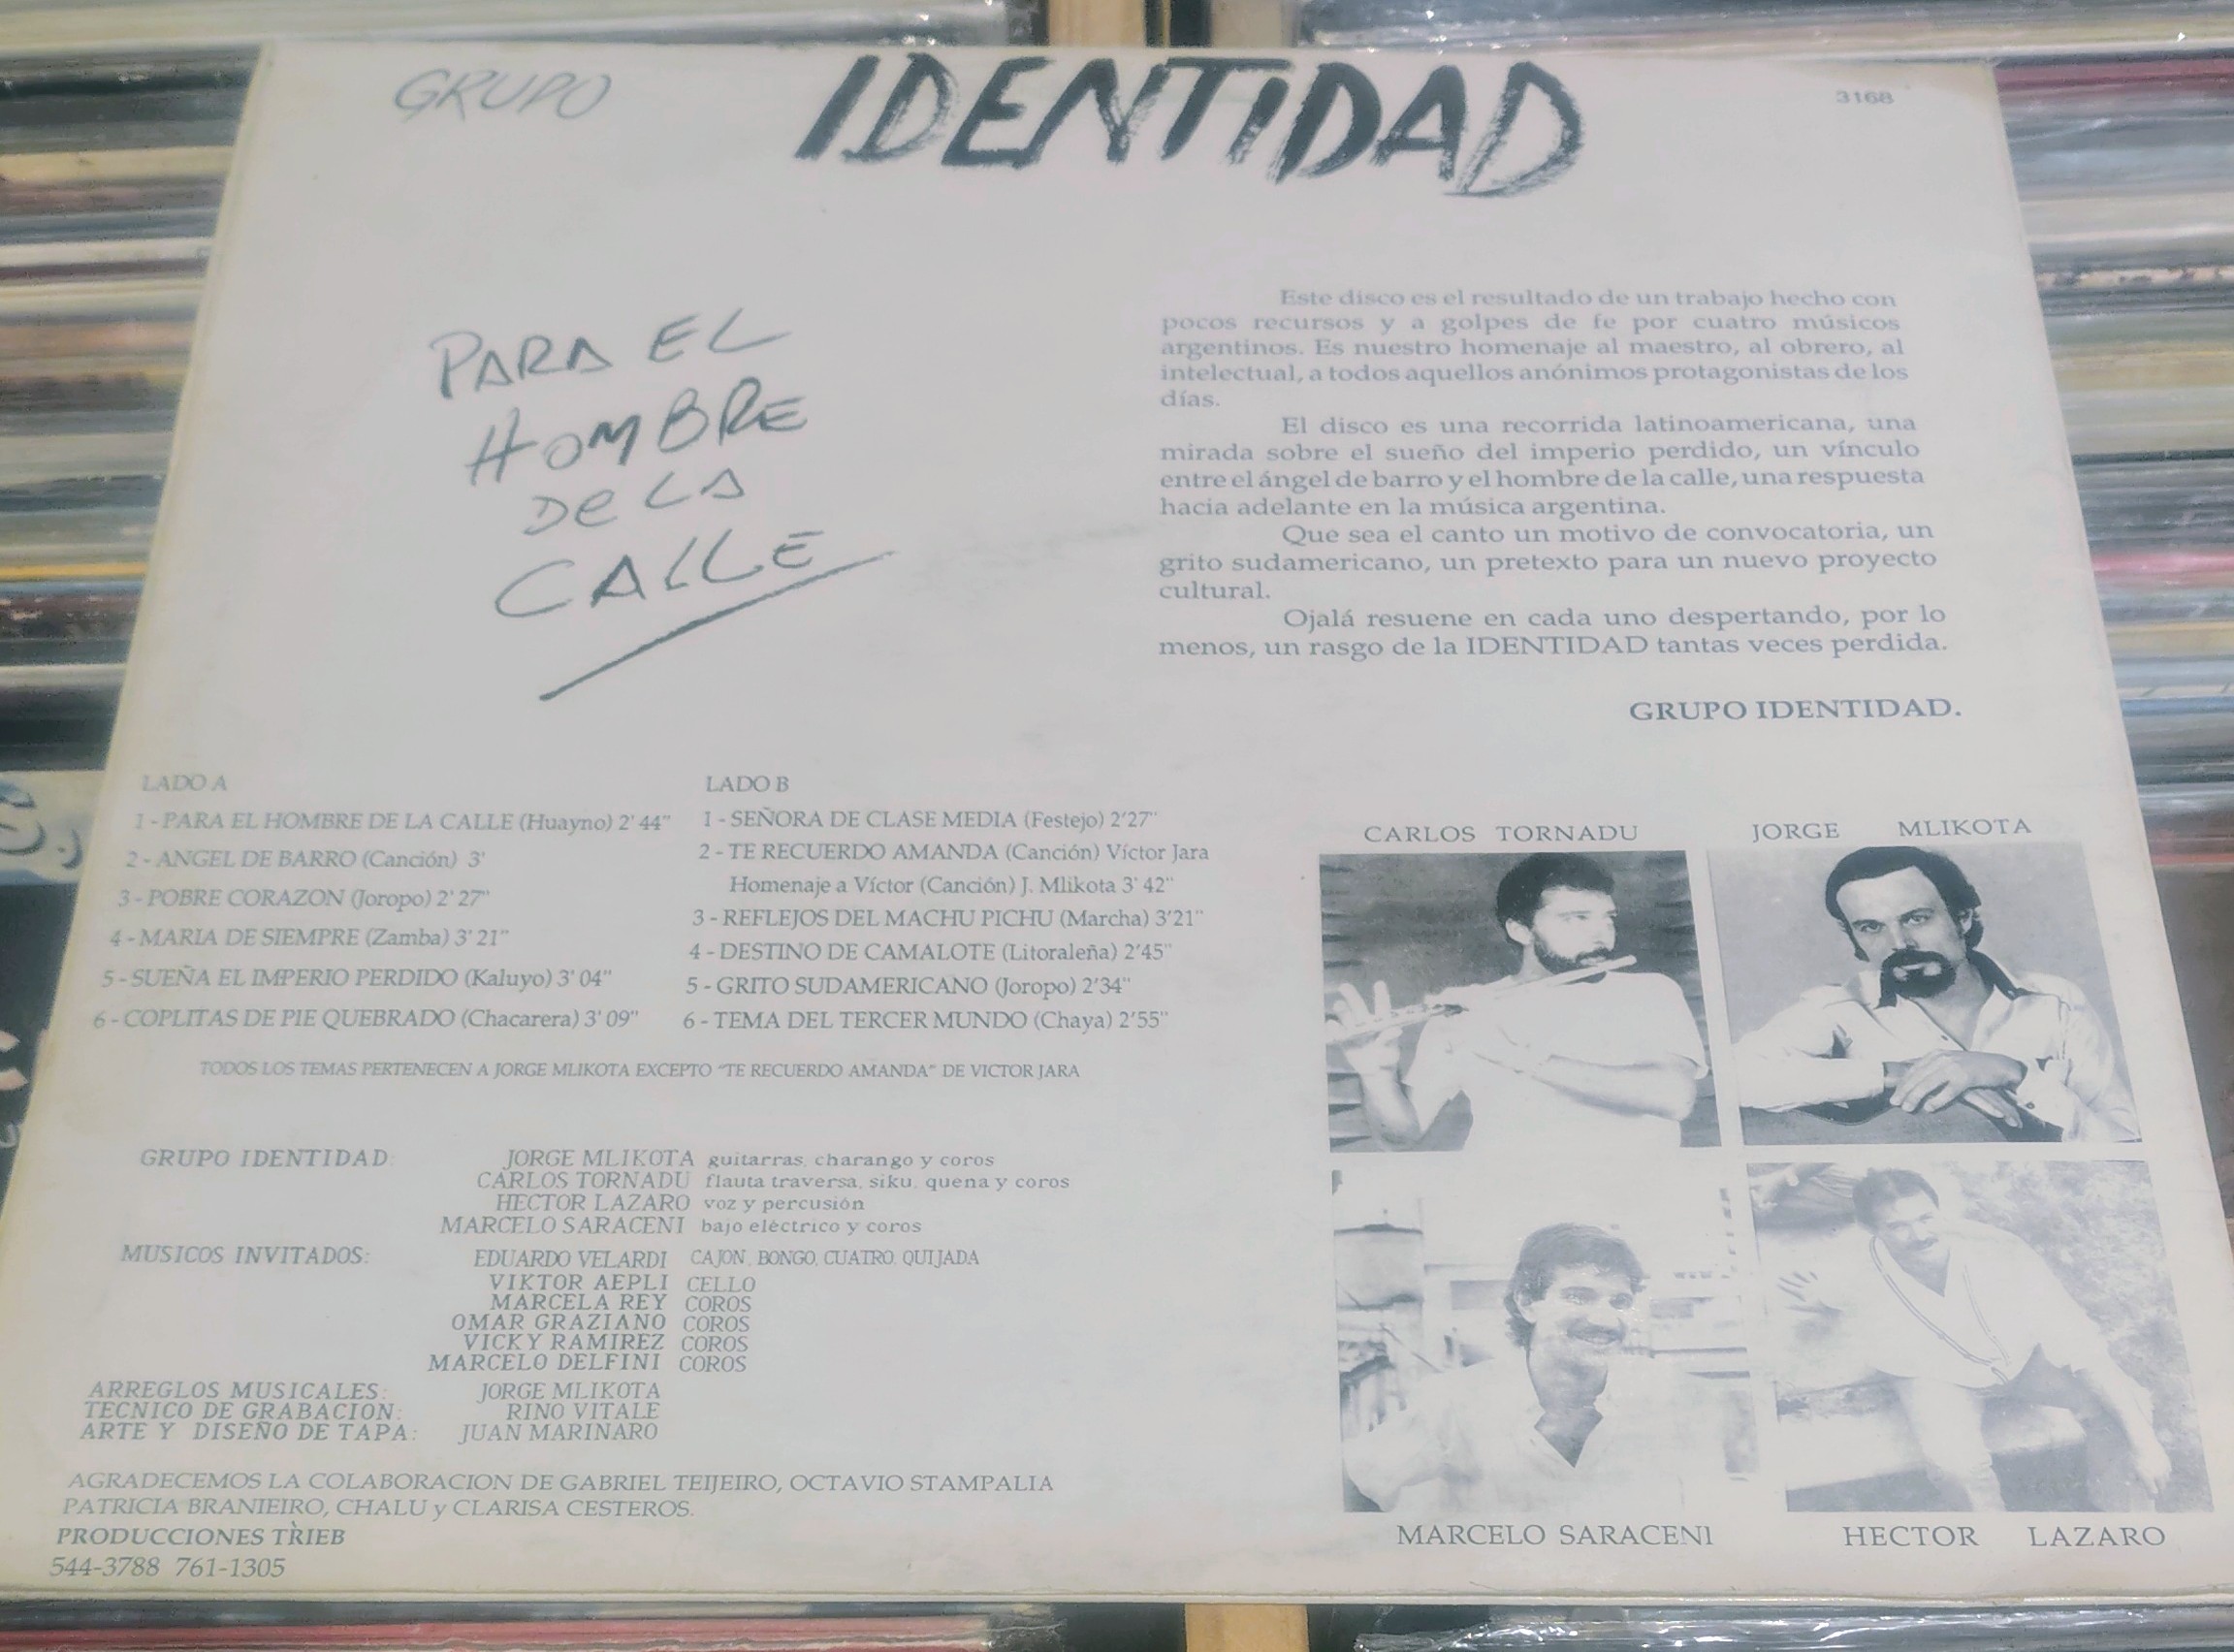 GRUPO IDENTIDAD
3168
PARA EL
HOMBRE
DE LA
CALLE
Este disco es el resultado de un trabajo hecho con
pocos recursos y a golpes de fe por cuatro músicos
argentinos. Es nuestro homenaje al maestro, al obrero, al
intelectual, a todos aquellos anónimos protagonistas de los
días.
El disco es una recorrida latinoamericana, una
mirada sobre el sueño del imperio perdido, un vínculo
entre el ángel de barro y el hombre de la calle, una respuesta
hacia adelante en la música argentina.
Que sea el canto un motivo de convocatoria, un
grito sudamericano, un pretexto para un nuevo proyecto
cultural.
Ojalá resuene en cada uno despertando, por lo
menos, un rasgo de la IDENTIDAD tantas veces perdida.
GRUPO IDENTIDAD.
LADO A
1 - PARA EL HOMBRE DE LA CALLE (Huayno) 2' 44"
2 - ANGEL DE BARRO (Canción) 3'
3 - POBRE CORAZON (Joropo) 2' 27"
4 - MARIA DE SIEMPRE (Zamba) 3' 21"
5 - SUEÑA EL IMPERIO PERDIDO (Kaluyo) 3' 04"
6 - COPLITAS DE PIE QUEBRADO (Chacarera) 3' 09"
LADO B
1 - SEÑORA DE CLASE MEDIA (Festejo) 2'27"
2 - TE RECUERDO AMANDA (Canción) Víctor Jara
Homenaje a Víctor (Canción) J. Mlikota 3' 42"
3 - REFLEJOS DEL MACHU PICHU (Marcha) 3'21"
4 - DESTINO DE CAMALOTE (Litoraleña) 2'45"
5 - GRITO SUDAMERICANO (Joropo) 2'34"
6 - TEMA DEL TERCER MUNDO (Chaya) 2'55"
TODOS LOS TEMAS PERTENECEN A JORGE MLIKOTA EXCEPTO "TE RECUERDO AMANDA" DE VICTOR JARA
GRUPO IDENTIDAD: JORGE MLIKOTA guitarras, charango y coros
CARLOS TORNADU flauta traversa, siku, quena y coros
HECTOR LAZARO voz y percusión
MARCELO SARACENI bajo eléctrico y coros
MUSICOS INVITADOS: EDUARDO VELARDI CAJON, BONGO, CUATRO, QUIJADA
VIKTOR AEPLI CELLO
MARCELA REY COROS
OMAR GRAZIANO COROS
VICKY RAMIREZ COROS
MARCELO DELFINI COROS
ARREGLOS MUSICALES: JORGE MLIKOTA
TECNICO DE GRABACION: RINO VITALE
ARTE Y DISEÑO DE TAPA: JUAN MARINARO
AGRADECEMOS LA COLABORACION DE GABRIEL TEIJEIRO, OCTAVIO STAMPALIA
PATRICIA BRANIEIRO, CHALU y CLARISA CESTEROS.
PRODUCCIONES TRIEB
544-3788 761-1305
CARLOS TORNADU
JORGE MLIKOTA
MARCELO SARACENI
HECTOR LAZARO